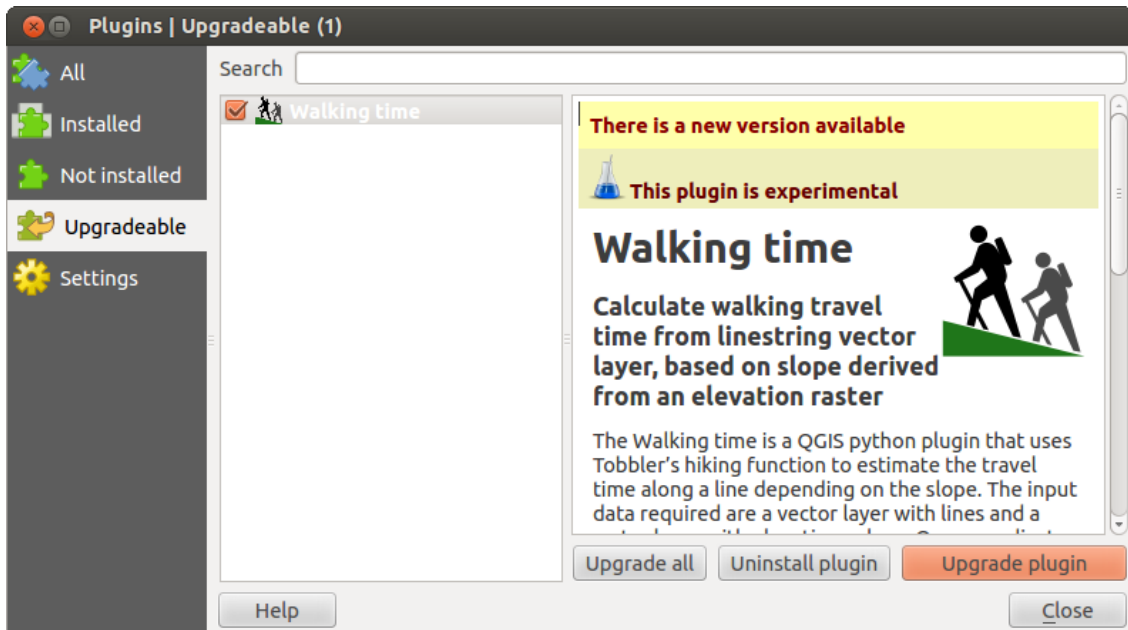 Plugins | Upgradeable (1)
All
Installed
Not installed
Upgradeable
Settings
Search
Walking time
There is a new version available
This plugin is experimental
Walking time
Calculate walking travel
time from linestring vector
layer, based on slope derived
from an elevation raster
The Walking time is a QGIS python plugin that uses
Tobbler's hiking function to estimate the travel
time along a line depending on the slope. The input
data required are a vector layer with lines and a
Upgrade all
Uninstall plugin
Upgrade plugin
Help
Close